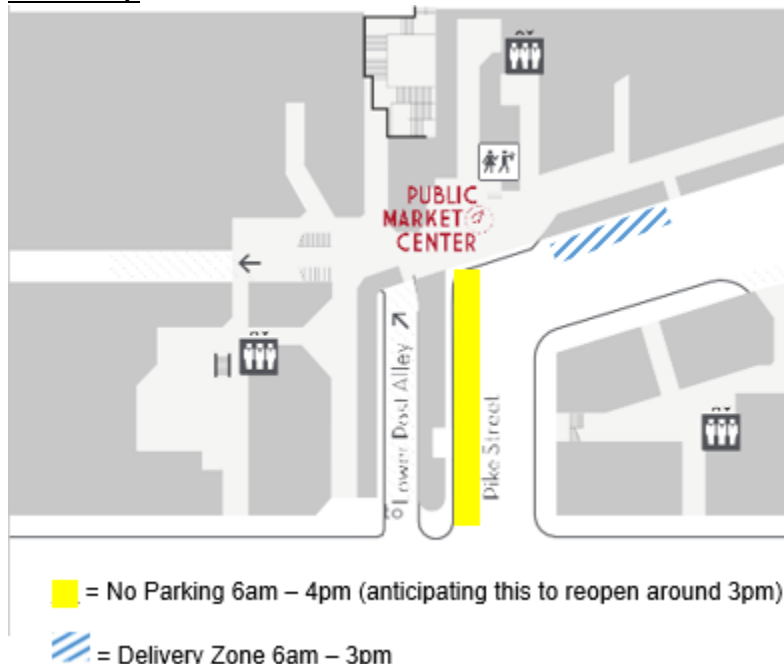 PUBLIC
MARKET
CENTER
Lower Post Alley
Pike Street
= No Parking 6am – 4pm (anticipating this to reopen around 3pm)
= Delivery Zone 6am – 3pm